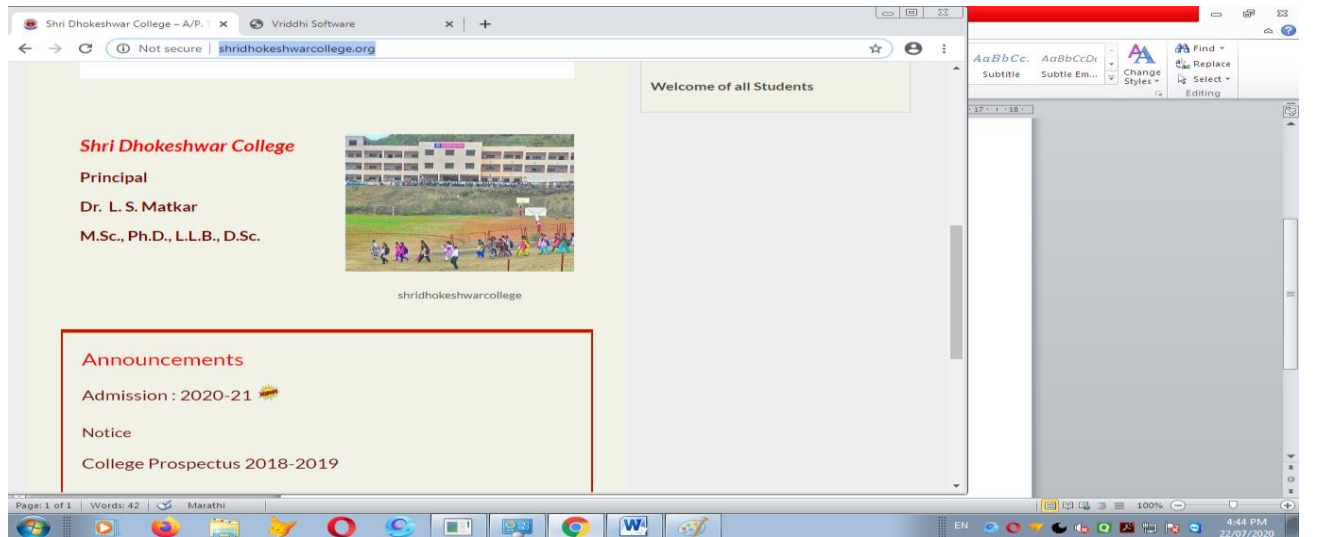 Shri Dhokeshwar College – A/P.
Vriddhi Software
Not secure | shridhokeshwarcollege.org
Welcome of all Students
Shri Dhokeshwar College
Principal
Dr. L. S. Matkar
M.Sc., Ph.D., L.L.B., D.Sc.
shridhokeshwarcollege
Announcements
Admission : 2020-21
Notice
College Prospectus 2018-2019
AaBbCc.
Subtitle
AaBbCcDt
Subtle Em...
Change
Styles
Find
Replace
Select
Editing
17 18
Page: 1 of 1
Words: 42
Marathi
100%
EN
4:44 PM
22/07/2020